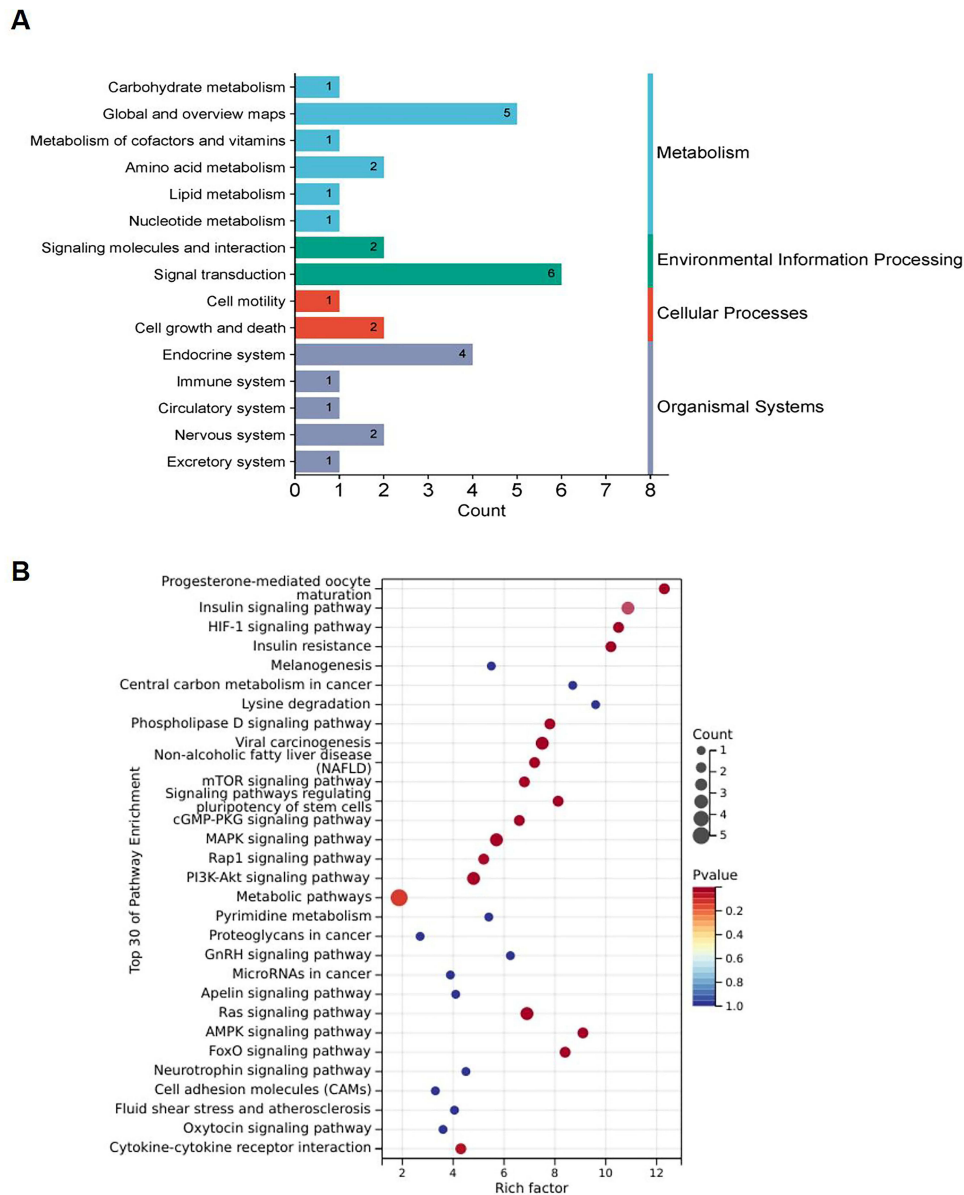 A
Carbohydrate metabolism 1
Global and overview maps 5
Metabolism of cofactors and vitamins 1
Amino acid metabolism 2
Lipid metabolism 1
Nucleotide metabolism 1
Signaling molecules and interaction 2
Signal transduction 6
Cell motility 1
Cell growth and death 2
Endocrine system 4
Immune system 1
Circulatory system 1
Nervous system 2
Excretory system 1
Metabolism
Environmental Information Processing
Cellular Processes
Organismal Systems
0 1 2 3 4 5 6 7 8
Count
B
Top 30 of Pathway Enrichment
Progesterone-mediated oocyte
maturation
Insulin signaling pathway
HIF-1 signaling pathway
Insulin resistance
Melanogenesis
Central carbon metabolism in cancer
Lysine degradation
Phospholipase D signaling pathway
Viral carcinogenesis
Non-alcoholic fatty liver disease
(NAFLD)
mTOR signaling pathway
Signaling pathways regulating
pluripotency of stem cells
cGMP-PKG signaling pathway
MAPK signaling pathway
Rap1 signaling pathway
PI3K-Akt signaling pathway
Metabolic pathways
Pyrimidine metabolism
Proteoglycans in cancer
GnRH signaling pathway
MicroRNAs in cancer
Apelin signaling pathway
Ras signaling pathway
AMPK signaling pathway
FoxO signaling pathway
Neurotrophin signaling pathway
Cell adhesion molecules (CAMs)
Fluid shear stress and atherosclerosis
Oxytocin signaling pathway
Cytokine-cytokine receptor interaction
2 4 6 8 10 12
Rich factor
Count
1
2
3
4
5
Pvalue
0.2
0.4
0.6
0.8
1.0